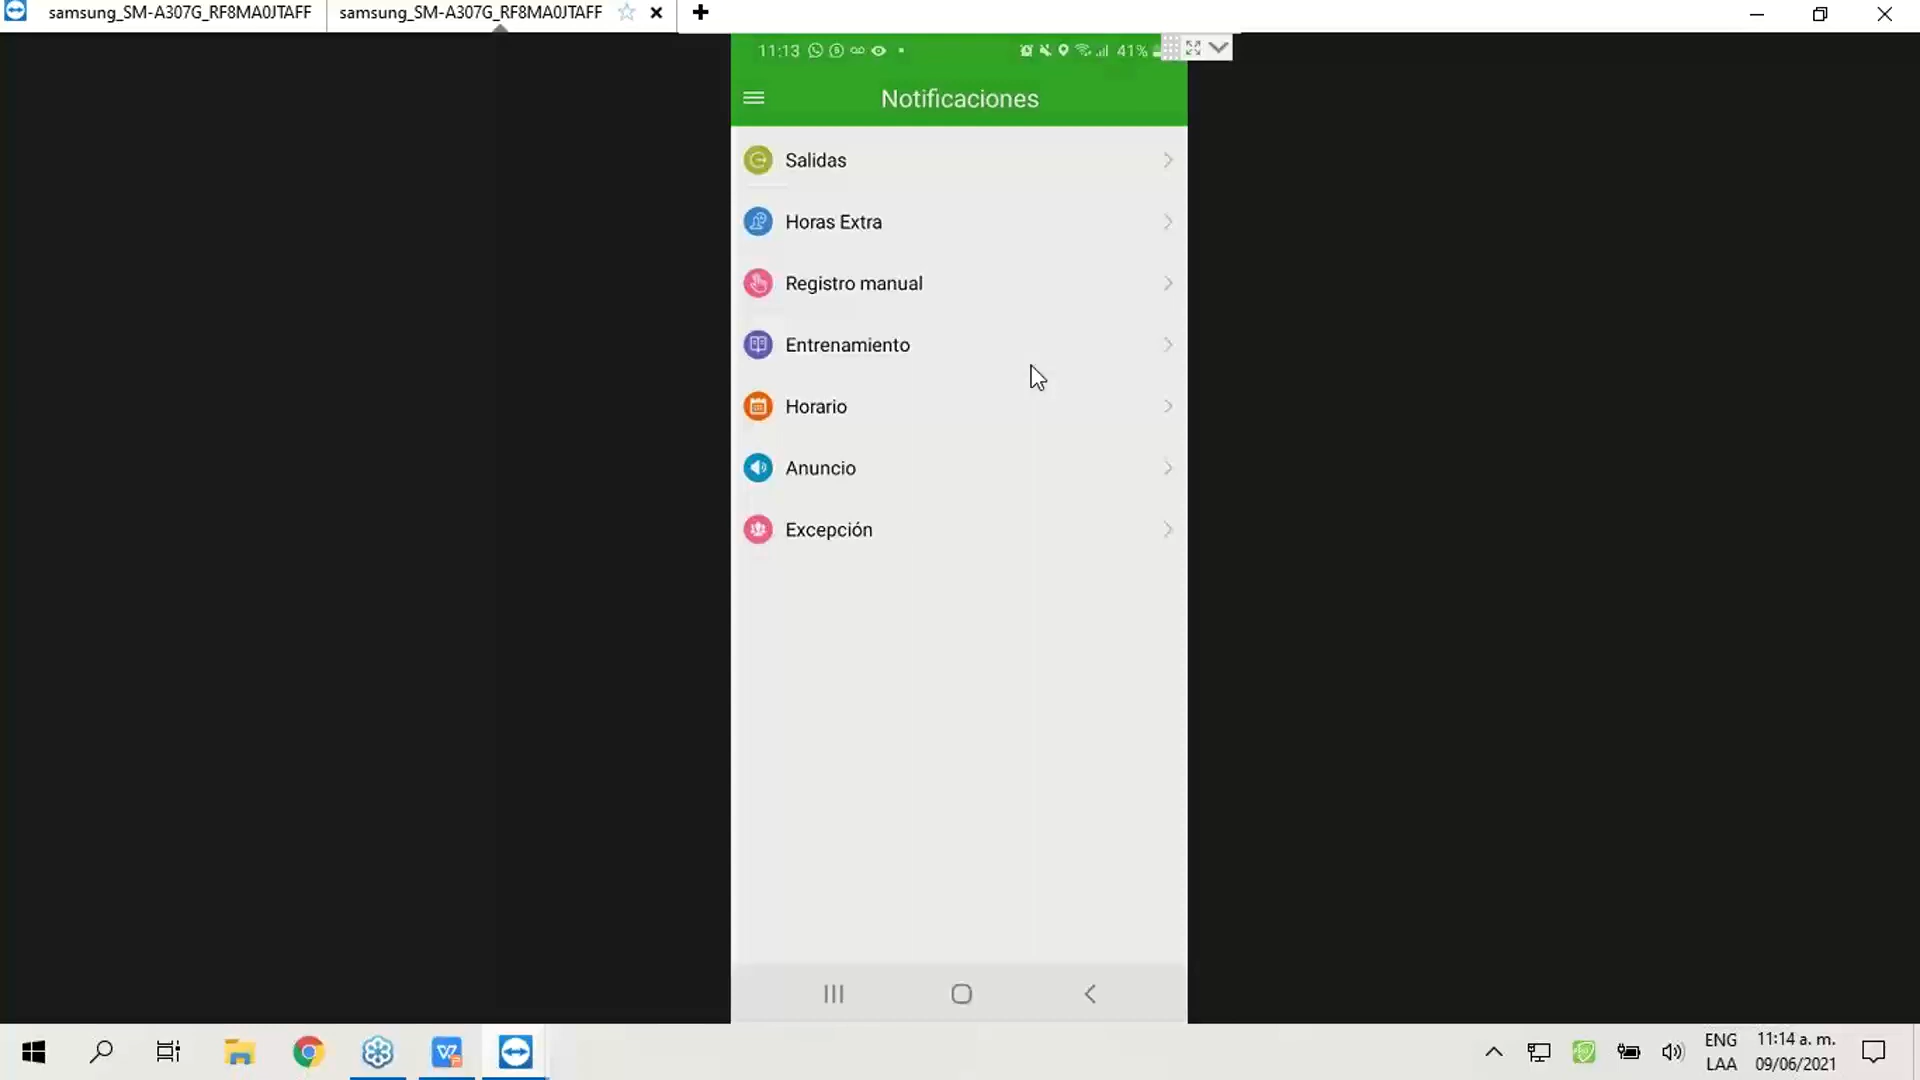 samsung_SM-A307G_RF8MA0JTAFF
samsung_SM-A307G_RF8MA0JTAFF
11:13
41%
Notificaciones
Salidas
Horas Extra
Registro manual
Entrenamiento
Horario
Anuncio
Excepción
ENG
LAA
11:14 a. m.
09/06/2021